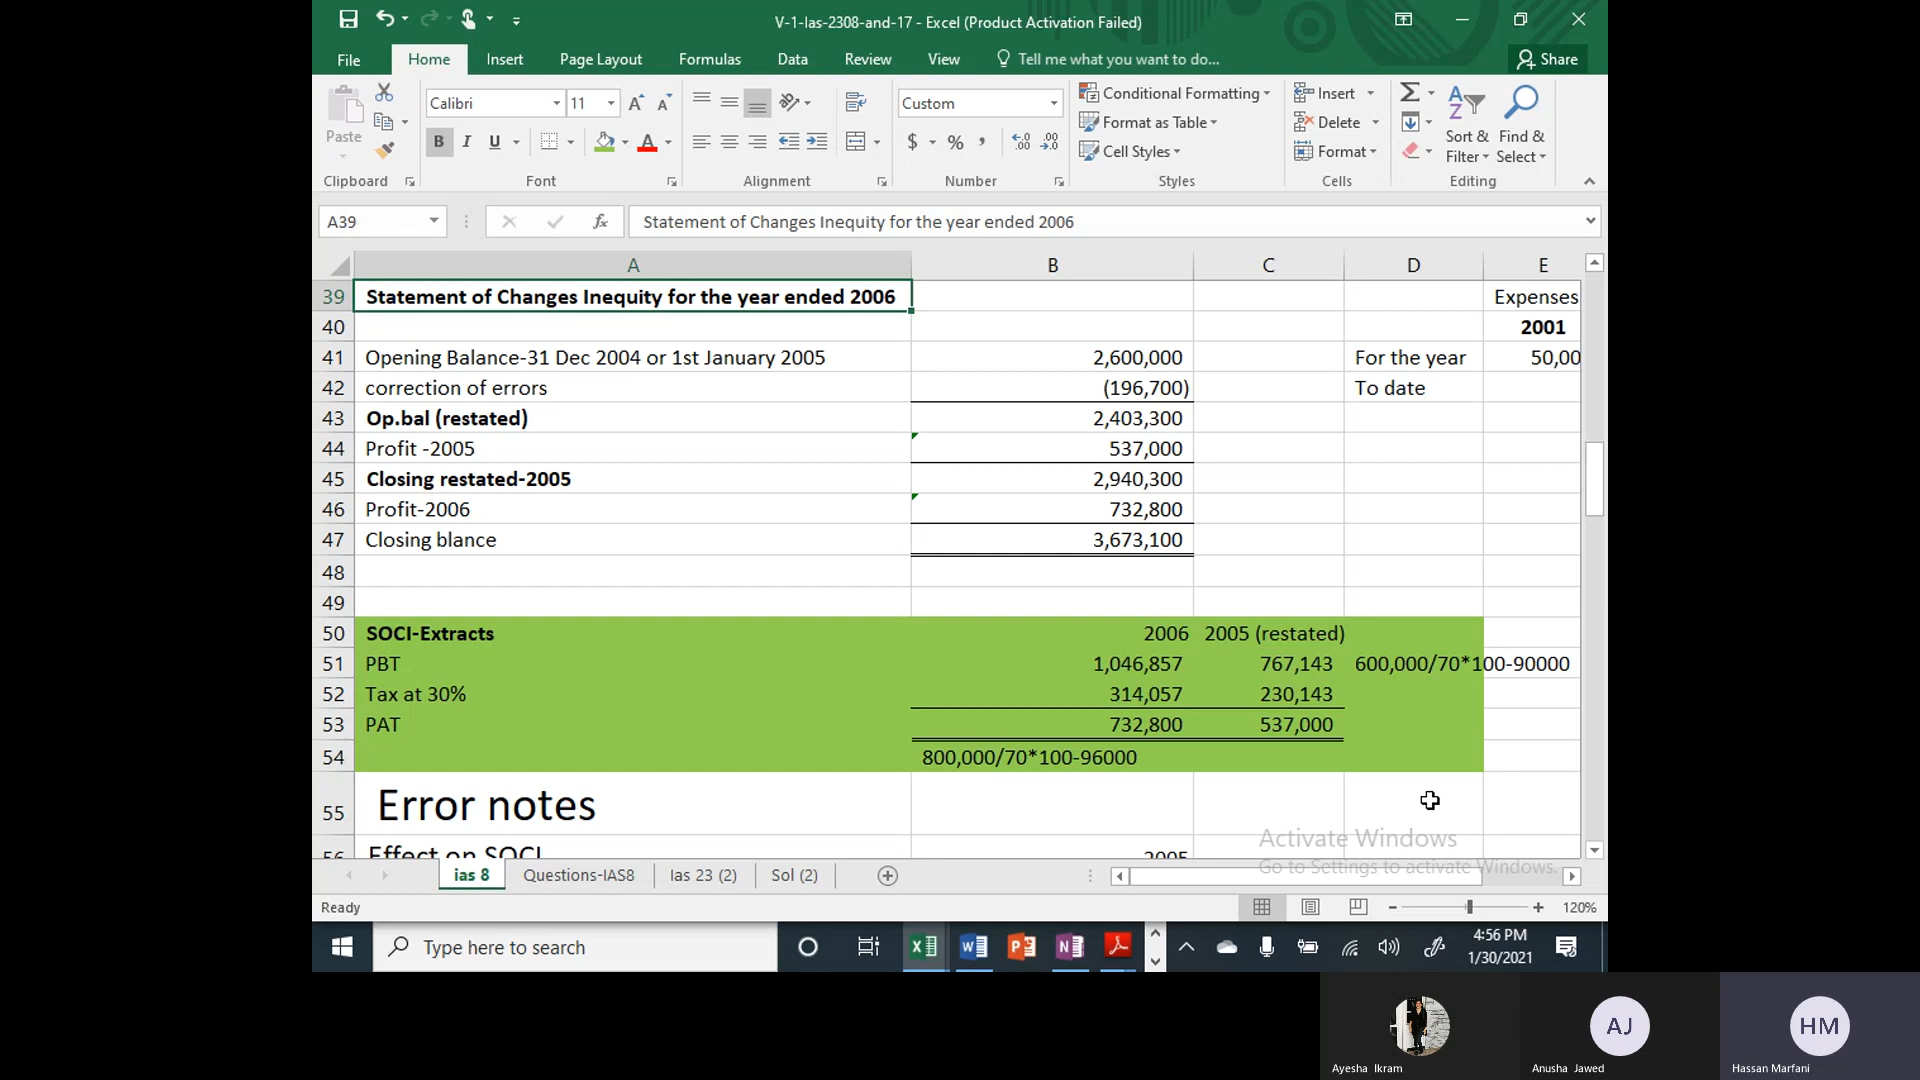 V-1-Ias-2308-and-17 - Excel (Product Activation Failed)
File Home Insert Page Layout Formulas Data Review View Tell me what you want to do... Share
Paste
Calibri 11
Custom
Conditional Formatting
Format as Table
Cell Styles
Insert
Delete
Format
Sort & Filter
Find & Select
Clipboard Font Alignment Number Styles Cells Editing
A39 fx Statement of Changes Inequity for the year ended 2006
A B C D E
39 Statement of Changes Inequity for the year ended 2006 Expenses
40 2001
41 Opening Balance-31 Dec 2004 or 1st January 2005 2,600,000 For the year 50,00
42 correction of errors (196,700) To date
43 Op.bal (restated) 2,403,300
44 Profit -2005 537,000
45 Closing restated-2005 2,940,300
46 Profit-2006 732,800
47 Closing blance 3,673,100
48
49
50 SOCI-Extracts 2006 2005 (restated)
51 PBT 1,046,857 767,143 600,000/70*100-90000
52 Tax at 30% 314,057 230,143
53 PAT 732,800 537,000
54 800,000/70*100-96000
55 Error notes
56 Effect on SOCI 2005
Activate Windows
Go to Settings to activate Windows.
ias 8 Questions-IAS8 Ias 23 (2) Sol (2)
Ready 120%
Type here to search
4:56 PM
1/30/2021
AJ HM
Ayesha Ikram Anusha Jawed Hassan Marfani